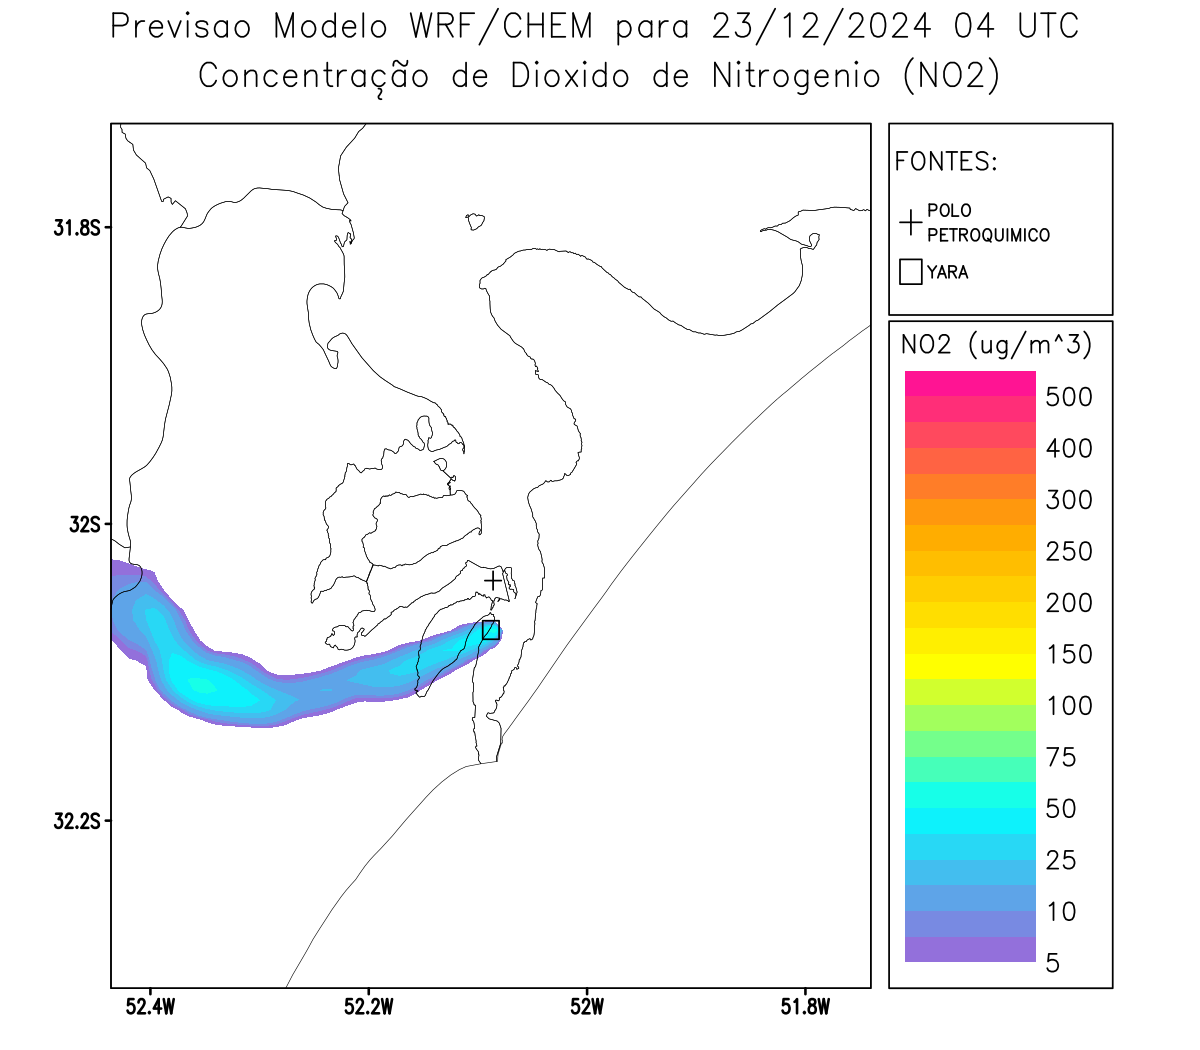 Previsao Modelo WRF/CHEM para 23/12/2024 04 UTC
Concentração de Dioxido de Nitrogenio (NO2)
FONTES:
POLO
PETROQUIMICO
YARA
NO2 (ug/m^3)
500
400
300
250
200
150
100
75
50
25
10
5
31.8S
32S
32.2S
52.4W
52.2W
52W
51.8W